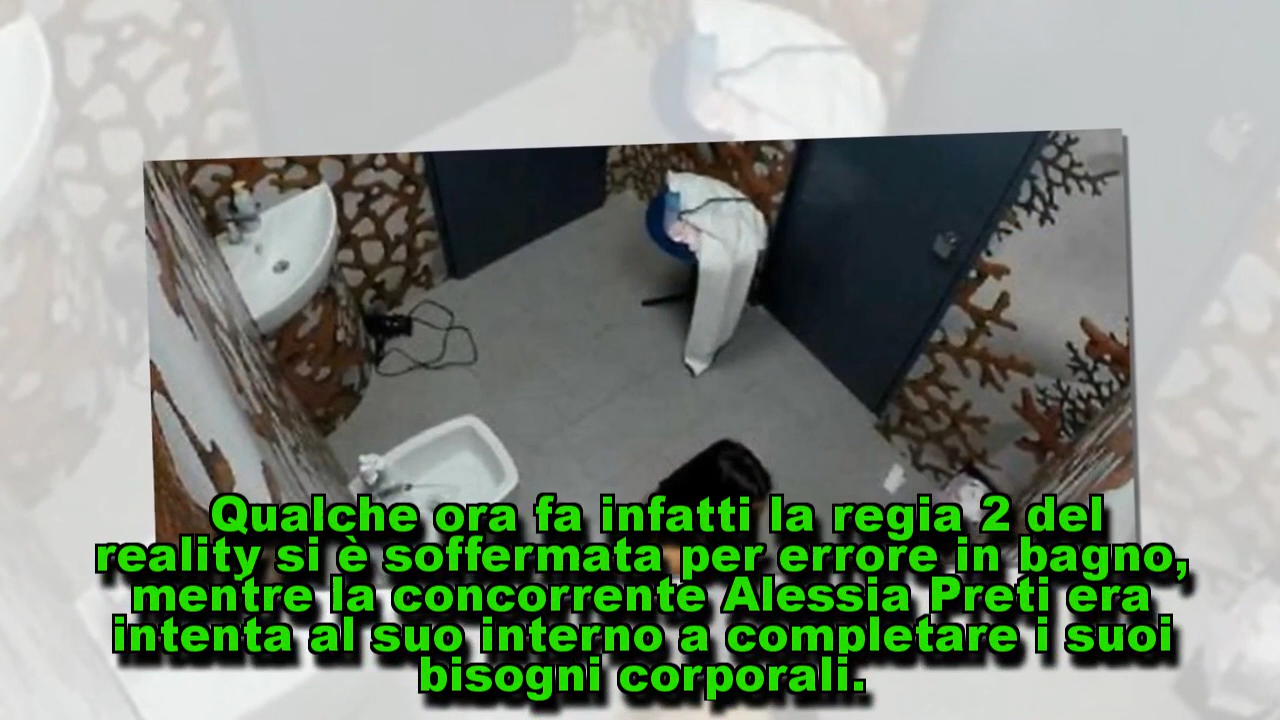 Qualche ora fa infatti la regia 2 del
reality si è soffermata per errore in bagno,
mentre la concorrente Alessia Preti era
intenta al suo interno a completare i suoi
bisogni corporali.